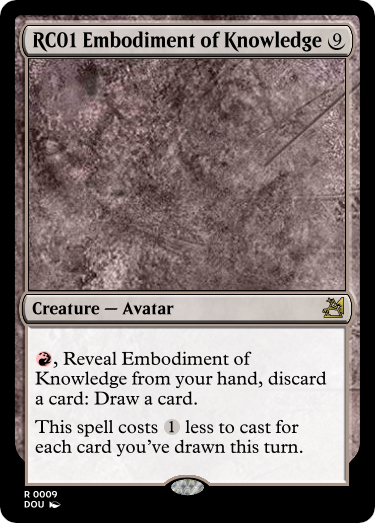 RC01 Embodiment of Knowledge 9
Creature — Avatar
, Reveal Embodiment of
Knowledge from your hand, discard
a card: Draw a card.
This spell costs 1 less to cast for
each card you've drawn this turn.
R 0009
DOU